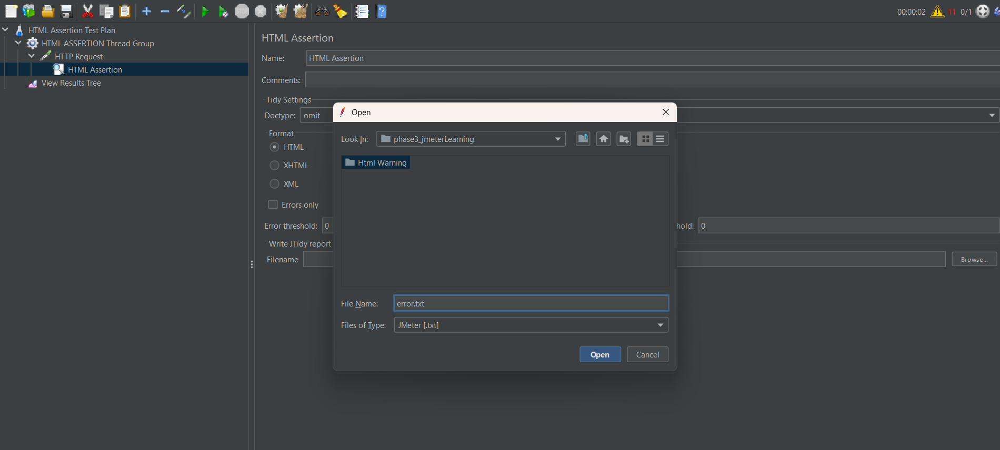 STOP
?
00:00:02 11 0/1
HTML Assertion Test Plan
HTML ASSERTION Thread Group
HTTP Request
HTML Assertion
View Results Tree
HTML Assertion
Name: HTML Assertion
Comments:
Tidy Settings
Doctype: omit
Format
HTML
XHTML
XML
Errors only
Error threshold: 0
hold: 0
Write JTidy report
Filename
Browse...
Open
Look In: phase3_jmeterLearning
Html Warning
File Name: error.txt
Files of Type: JMeter [.txt]
Open Cancel